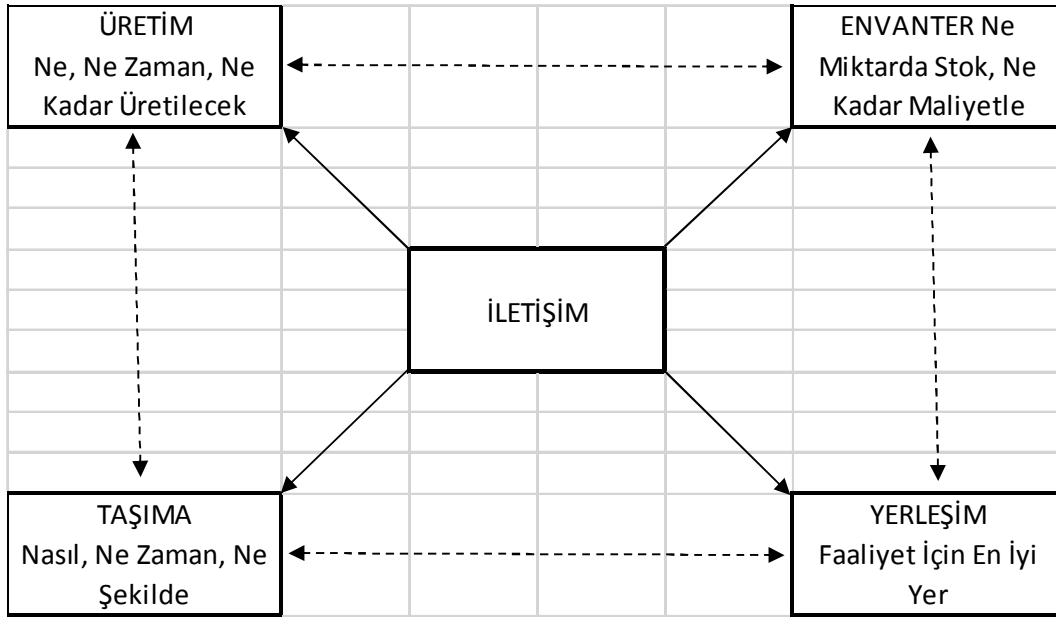 ÜRETİM
Ne, Ne Zaman, Ne
Kadar Üretilecek
ENVANTER Ne
Miktarda Stok, Ne
Kadar Maliyetle
İLETİŞİM
TAŞIMA
Nasıl, Ne Zaman, Ne
Şekilde
YERLEŞİM
Faaliyet İçin En İyi
Yer